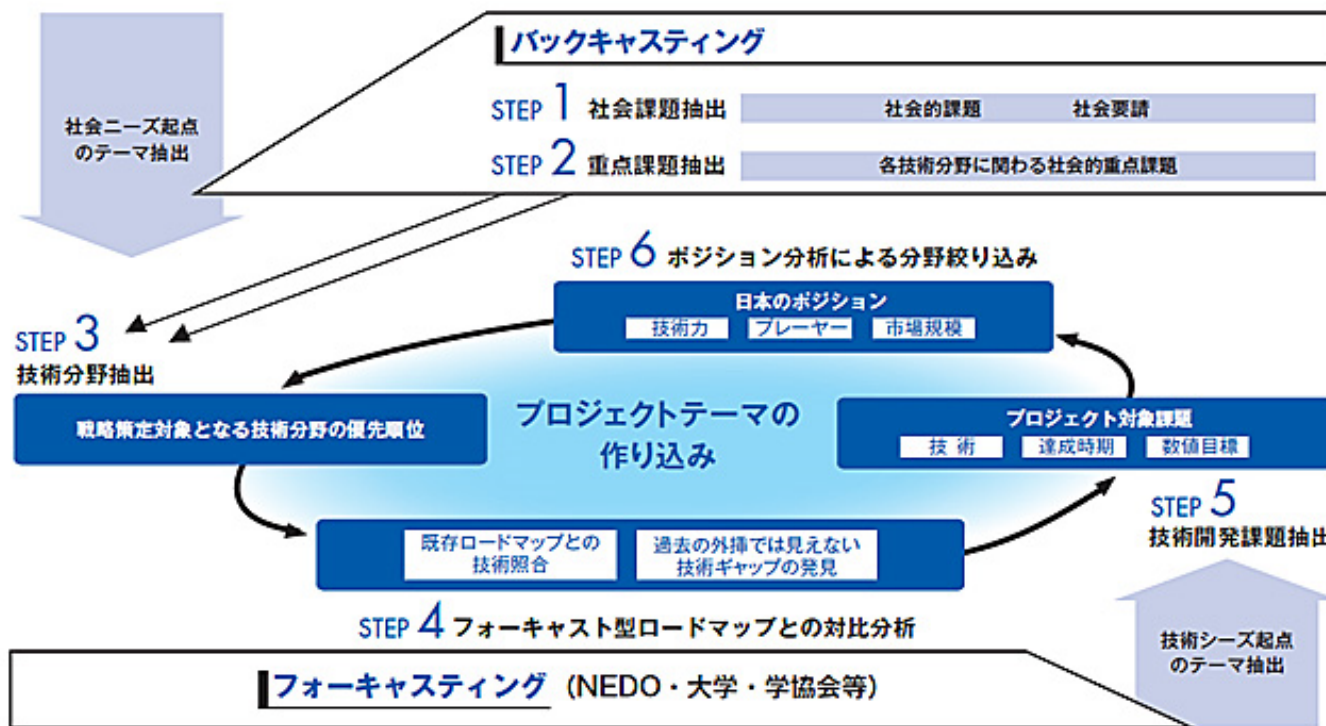 社会ニーズ起点
のテーマ抽出
バックキャスティング
STEP 1 社会課題抽出
社会的課題 社会要請
STEP 2 重点課題抽出
各技術分野に関わる社会的重点課題
STEP 6 ポジション分析による分野絞り込み
日本のポジション
技術力 プレーヤー 市場規模
STEP 3
技術分野抽出
戦略策定対象となる技術分野の優先順位
プロジェクトテーマの
作り込み
プロジェクト対象課題
技 術 達成時期 数値目標
STEP 5
技術開発課題抽出
既存ロードマップとの
技術照合
過去の外挿では見えない
技術ギャップの発見
STEP 4 フォーキャスト型ロードマップとの対比分析
技術シーズ起点
のテーマ抽出
フォーキャスティング (NEDO・大学・学協会等)